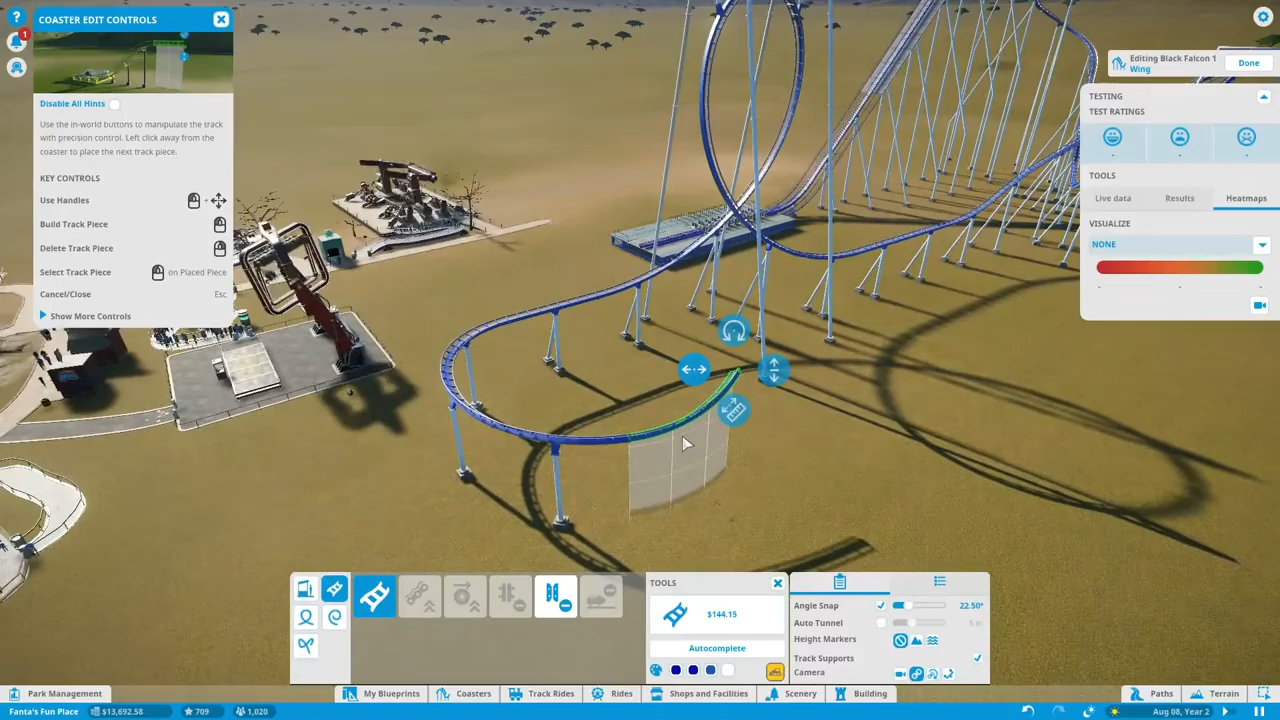 COASTER EDIT CONTROLS
Disable All Hints
Use the in-world buttons to manipulate the track
with precision control. Left click away from the
coaster to place the next track piece.
KEY CONTROLS
Use Handles
+
Build Track Piece
Delete Track Piece
Select Track Piece
on Placed Piece
Cancel/Close
Esc
Show More Controls
?
1
Editing Black Falcon 1
Wing
Done
TESTING
TEST RATINGS
- - -
TOOLS
Live data
Results
Heatmaps
VISUALIZE
NONE
- - -
TOOLS
$144.15
Autocomplete
Angle Snap
22.50°
Auto Tunnel
Height Markers
Track Supports
Camera
Park Management
My Blueprints
Coasters
Track Rides
Rides
Shops and Facilities
Scenery
Building
Paths
Terrain
Fanta's Fun Place
$13,692.58
709
1,020
Aug 08, Year 2